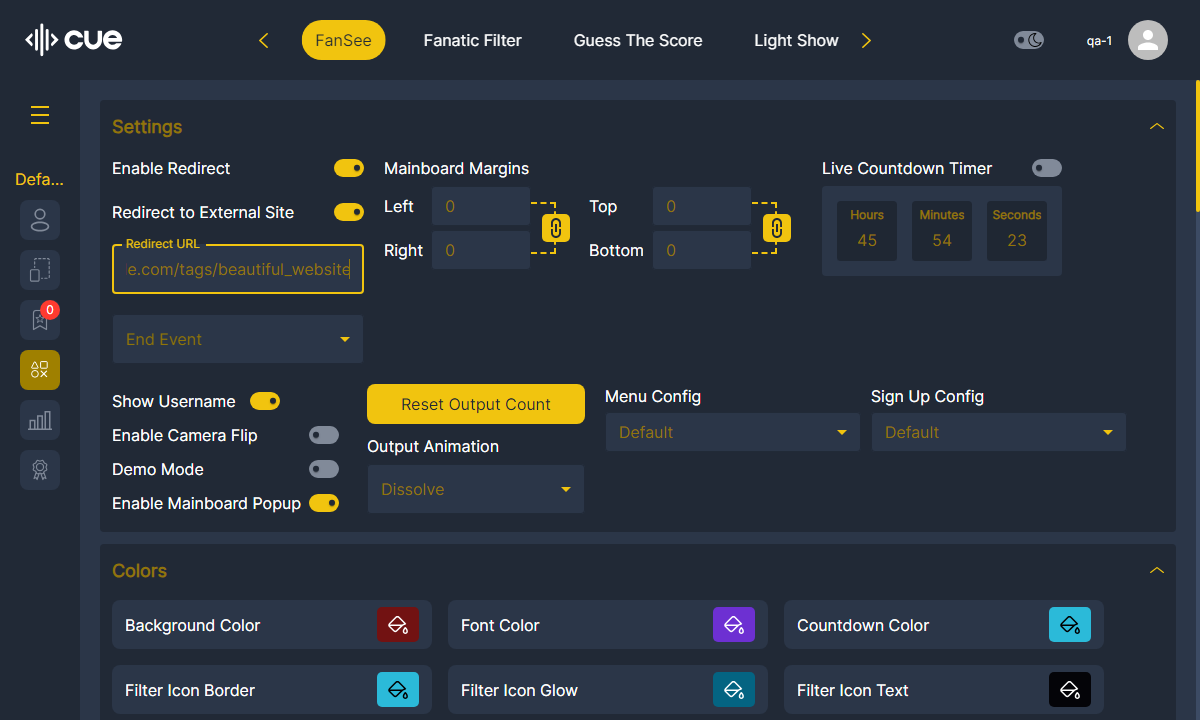 cue
FanSee
Fanatic Filter
Guess The Score
Light Show
qa-1
Defa...
0
Settings
Enable Redirect
Redirect to External Site
Redirect URL
e.com/tags/beautiful_website
End Event
Mainboard Margins
Left
0
Right
0
Top
0
Bottom
0
Live Countdown Timer
Hours
45
Minutes
54
Seconds
23
Show Username
Enable Camera Flip
Demo Mode
Enable Mainboard Popup
Reset Output Count
Output Animation
Dissolve
Menu Config
Default
Sign Up Config
Default
Colors
Background Color
Font Color
Countdown Color
Filter Icon Border
Filter Icon Glow
Filter Icon Text